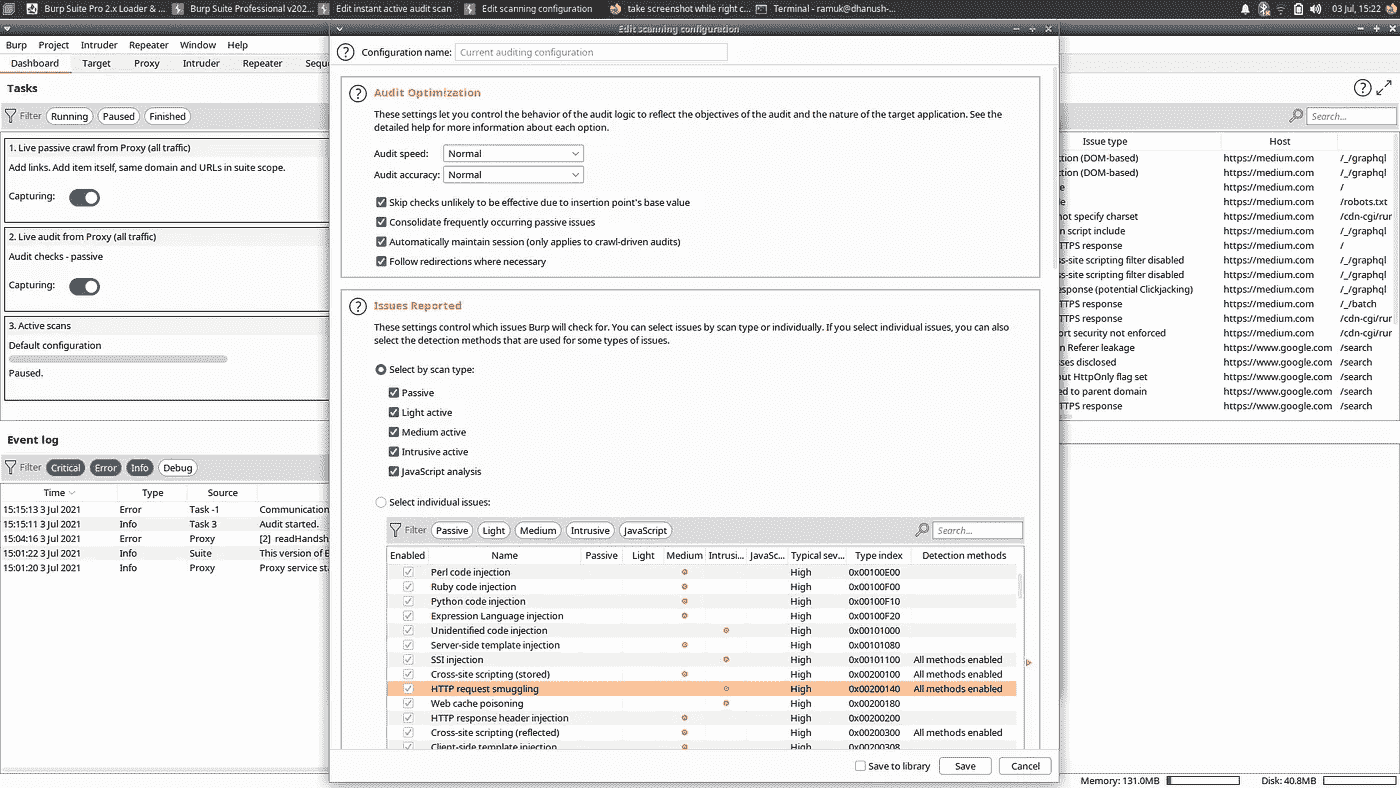 Burp Suite Pro 2.x Loader & ... Burp Suite Professional v202... Edit instant active audit scan Edit scanning configuration take screenshot while right c... Terminal - ramuk@dhanush-... 03 Jul, 15:22
Edit scanning configuration
Burp Project Intruder Repeater Window Help
Dashboard Target Proxy Intruder Repeater Sequ
Tasks
Filter Running Paused Finished
1. Live passive crawl from Proxy (all traffic)
Add links. Add item itself, same domain and URLs in suite scope.
Capturing:
2. Live audit from Proxy (all traffic)
Audit checks - passive
Capturing:
3. Active scans
Default configuration
Paused.
Event log
Filter Critical Error Info Debug
Time Type Source
15:15:13 3 Jul 2021 Error Task -1 Communication
15:15:11 3 Jul 2021 Info Task 3 Audit started.
15:04:16 3 Jul 2021 Error Proxy [2] readHandsh
15:01:22 3 Jul 2021 Info Suite This version of B
15:01:20 3 Jul 2021 Info Proxy Proxy service sta
Configuration name: Current auditing configuration
Audit Optimization
These settings let you control the behavior of the audit logic to reflect the objectives of the audit and the nature of the target application. See the
detailed help for more information about each option.
Audit speed: Normal
Audit accuracy: Normal
Skip checks unlikely to be effective due to insertion point's base value
Consolidate frequently occurring passive issues
Automatically maintain session (only applies to crawl-driven audits)
Follow redirections where necessary
Issues Reported
These settings control which issues Burp will check for. You can select issues by scan type or individually. If you select individual issues, you can also
select the detection methods that are used for some types of issues.
Select by scan type:
Passive
Light active
Medium active
Intrusive active
JavaScript analysis
Select individual issues:
Filter Passive Light Medium Intrusive JavaScript Search...
Enabled Name Passive Light Medium Intrusi... JavaSc... Typical sev... Type index Detection methods
Perl code injection High 0x00100E00
Ruby code injection High 0x00100F00
Python code injection High 0x00100F10
Expression Language injection High 0x00100F20
Unidentified code injection High 0x00101000
Server-side template injection High 0x00101080
SSI injection High 0x00101100 All methods enabled
Cross-site scripting (stored) High 0x00200100 All methods enabled
HTTP request smuggling High 0x00200140 All methods enabled
Web cache poisoning High 0x00200180
HTTP response header injection High 0x00200200
Cross-site scripting (reflected) High 0x00200300 All methods enabled
Client-side template injection High 0x00200308
Save to library Save Cancel
Search...
Issue type Host
tion (DOM-based) https://medium.com /_/graphql
tion (DOM-based) https://medium.com /_/graphql
e https://medium.com /
e https://medium.com /robots.txt
not specify charset https://medium.com /cdn-cgi/rur
n script include https://medium.com /_/graphql
TTPS response https://medium.com /
ss-site scripting filter disabled https://medium.com /_/graphql
ss-site scripting filter disabled https://medium.com /_/graphql
esponse (potential Clickjacking) https://medium.com /_/graphql
TTPS response https://medium.com /_/batch
TTPS response https://medium.com /cdn-cgi/rur
ort security not enforced https://medium.com /cdn-cgi/rur
n Referer leakage https://www.google.com /search
sses disclosed https://www.google.com /search
out HttpOnly flag set https://www.google.com /search
ed to parent domain https://www.google.com /search
TTPS response https://www.google.com /search
Memory: 131.0MB Disk: 40.8MB